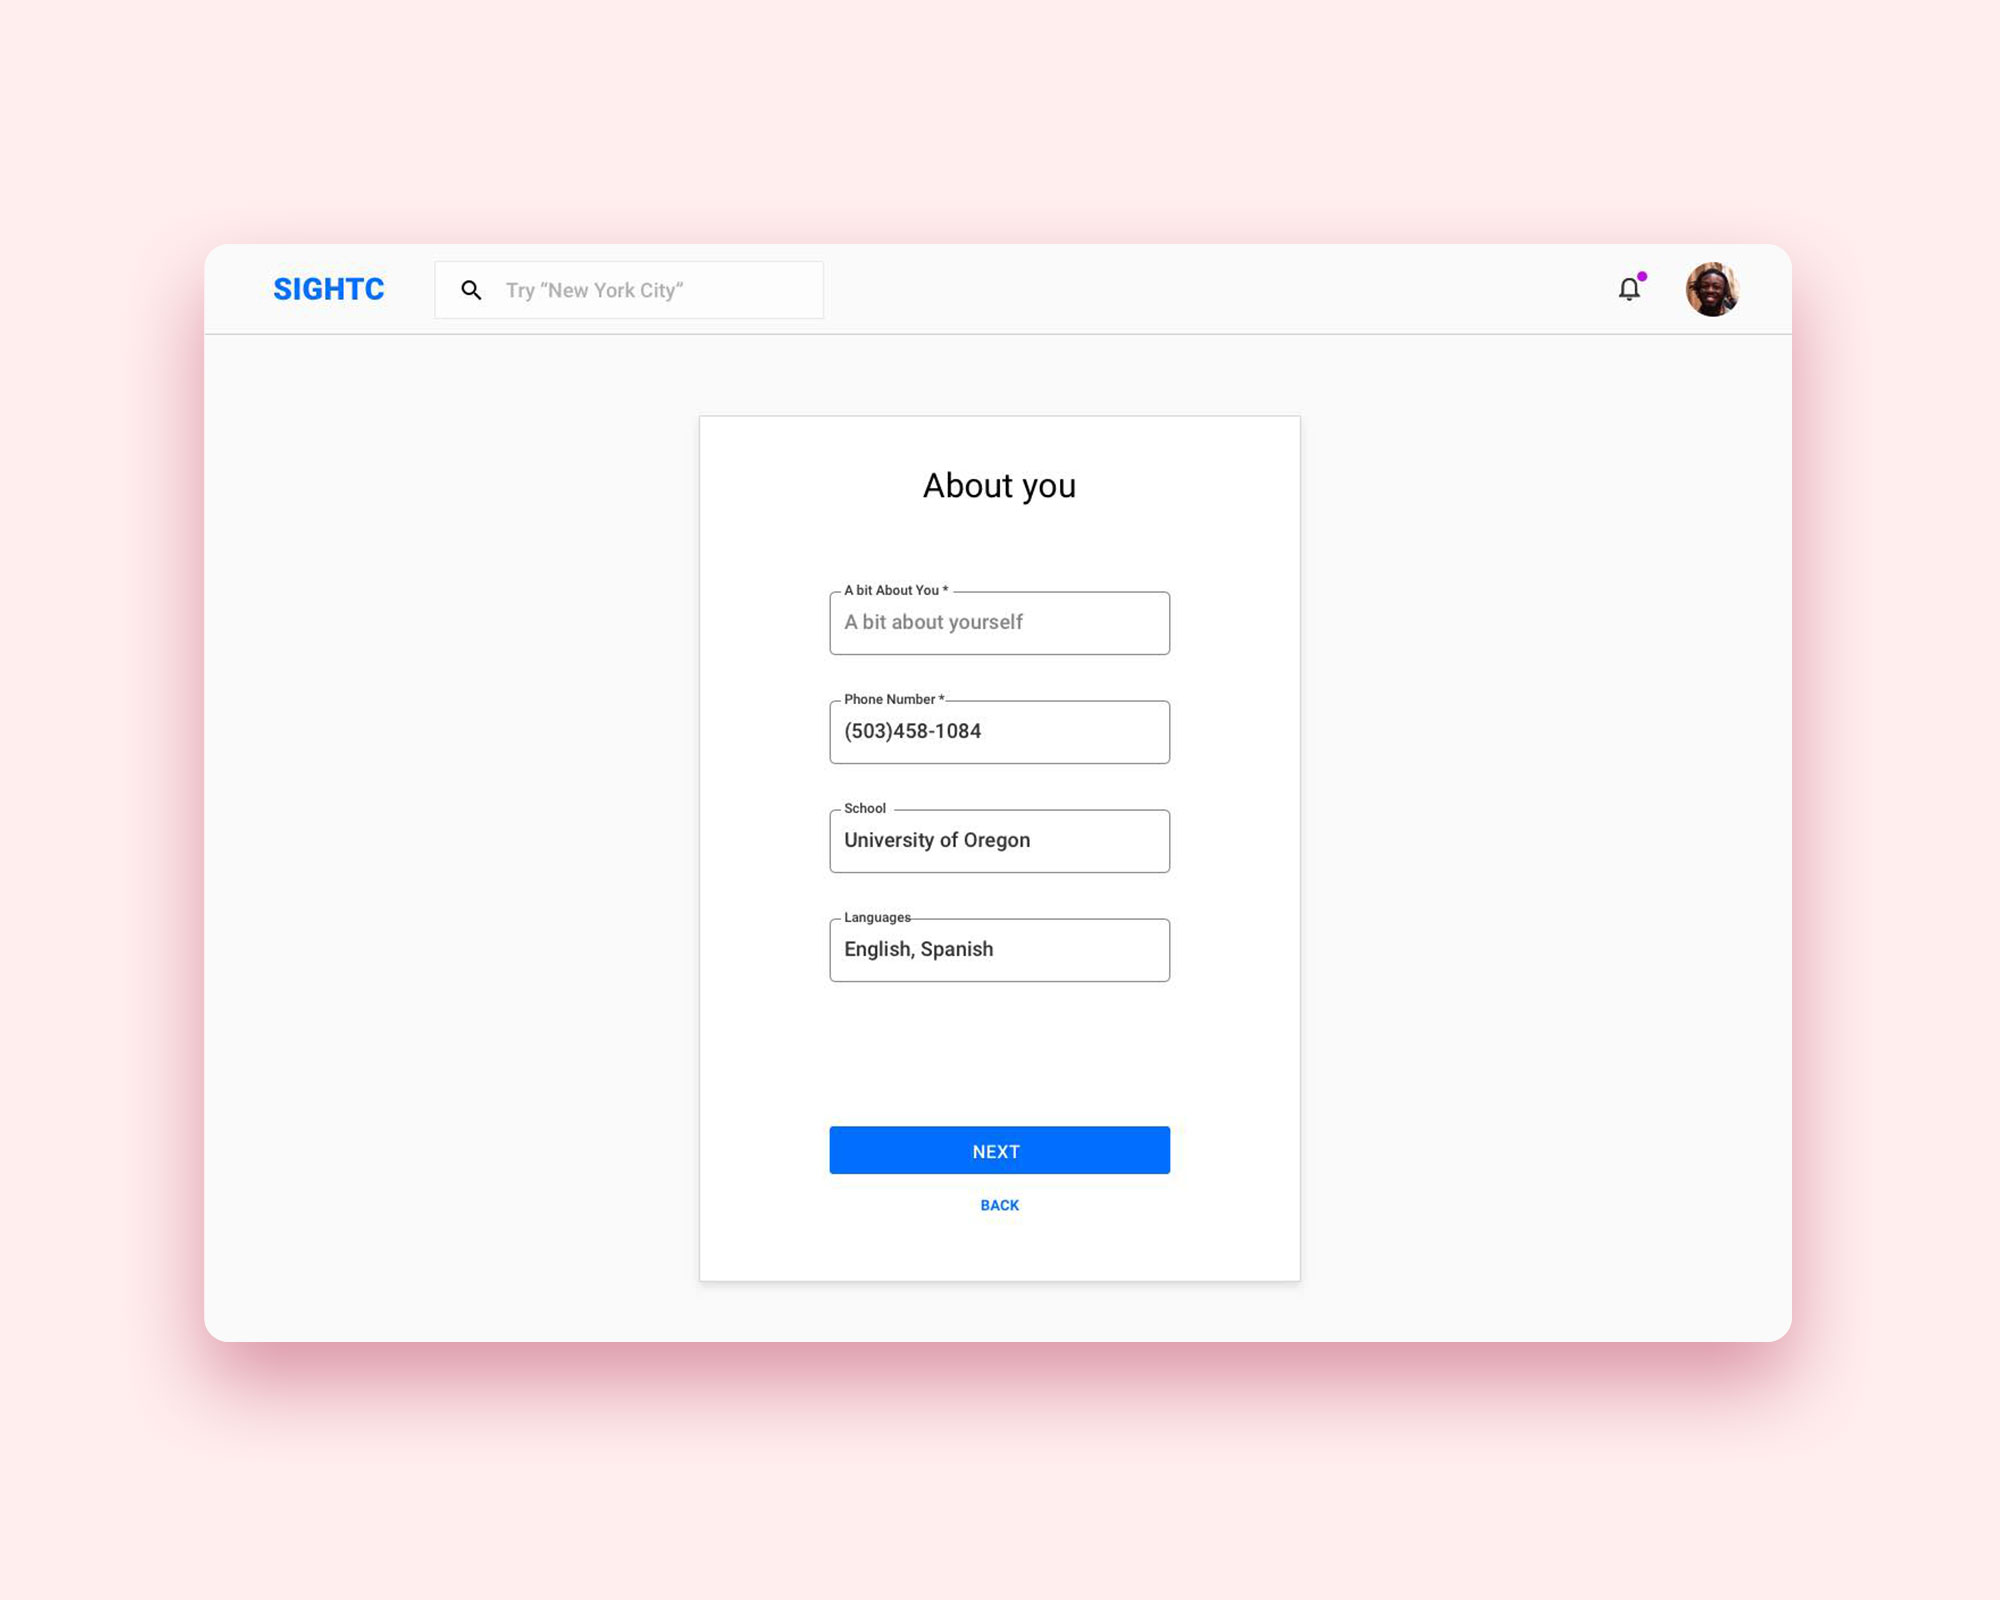 SIGHTC
Try “New York City“
About you
A bit About You *
A bit about yourself
Phone Number *
(503)458-1084
School
University of Oregon
Languages
English, Spanish
NEXT
BACK